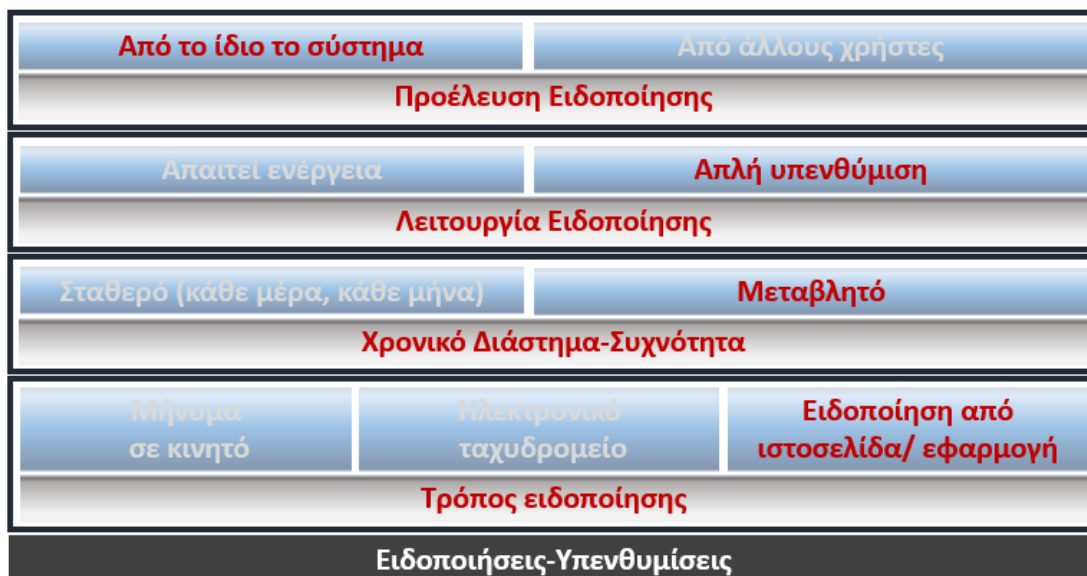 Από το ίδιο το σύστημα
Από άλλους χρήστες
Προέλευση Ειδοποίησης
Απαιτεί ενέργεια
Απλή υπενθύμιση
Λειτουργία Ειδοποίησης
Σταθερό (κάθε μέρα, κάθε μήνα)
Μεταβλητό
Χρονικό Διάστημα-Συχνότητα
Μήνυμα
σε κινητό
Ηλεκτρονικό
ταχυδρομείο
Ειδοποίηση από
ιστοσελίδα/ εφαρμογή
Τρόπος ειδοποίησης
Ειδοποιήσεις-Υπενθυμίσεις